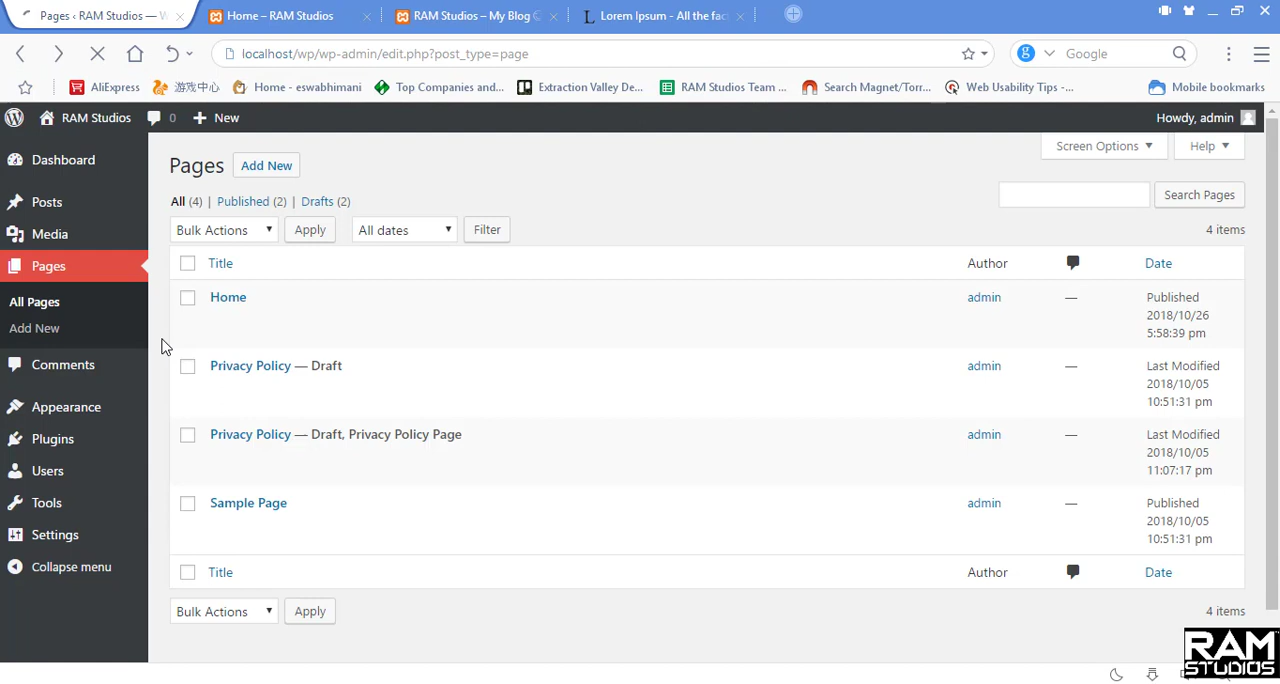 Pages ‹ RAM Studios — W
Home – RAM Studios
RAM Studios – My Blog
Lorem Ipsum - All the fac
localhost/wp/wp-admin/edit.php?post_type=page
g
Google
AliExpress
游戏中心
Home - eswabhimani
Top Companies and...
Extraction Valley De...
RAM Studios Team ...
Search Magnet/Torr...
Web Usability Tips -...
Mobile bookmarks
RAM Studios
0
New
Howdy, admin
Dashboard
Posts
Media
Pages
All Pages
Add New
Comments
Appearance
Plugins
Users
Tools
Settings
Collapse menu
Screen Options
Help
Pages
Add New
All (4) | Published (2) | Drafts (2)
Search Pages
Bulk Actions
Apply
All dates
Filter
4 items
Title
Author
Date
Home
admin
—
Published
2018/10/26
5:58:39 pm
Privacy Policy — Draft
admin
—
Last Modified
2018/10/05
10:51:31 pm
Privacy Policy — Draft, Privacy Policy Page
admin
—
Last Modified
2018/10/05
11:07:17 pm
Sample Page
admin
—
Published
2018/10/05
10:51:31 pm
Title
Author
Date
Bulk Actions
Apply
4 items
RAM
STUDIOS